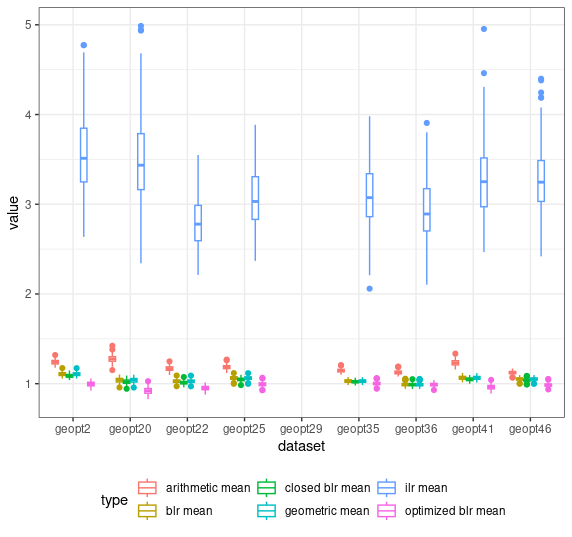 5
4
3
2
1
value
geopt2 geopt20 geopt22 geopt25 geopt29 geopt35 geopt36 geopt41 geopt46
dataset
type
arithmetic mean closed blr mean ilr mean
blr mean geometric mean optimized blr mean